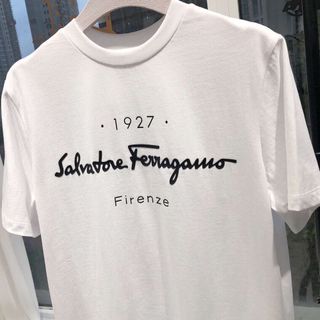 · 1927 ·
Salvatore Ferragamo
Firenze